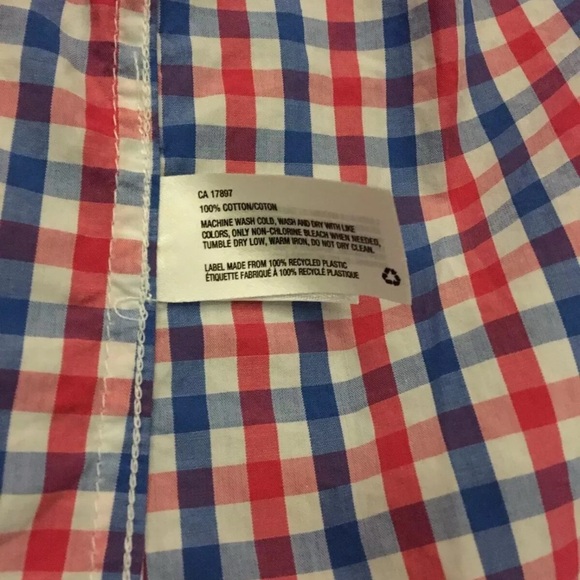 CA 17897
100% COTTON/COTON
MACHINE WASH COLD, WASH AND DRY WITH LIKE
COLORS, ONLY NON-CHLORINE BLEACH WHEN NEEDED,
TUMBLE DRY LOW, WARM IRON, DO NOT DRY CLEAN.
LABEL MADE FROM 100% RECYCLED PLASTIC
ÉTIQUETTE FABRIQUÉ À 100% RECYCLÉ PLASTIQUE